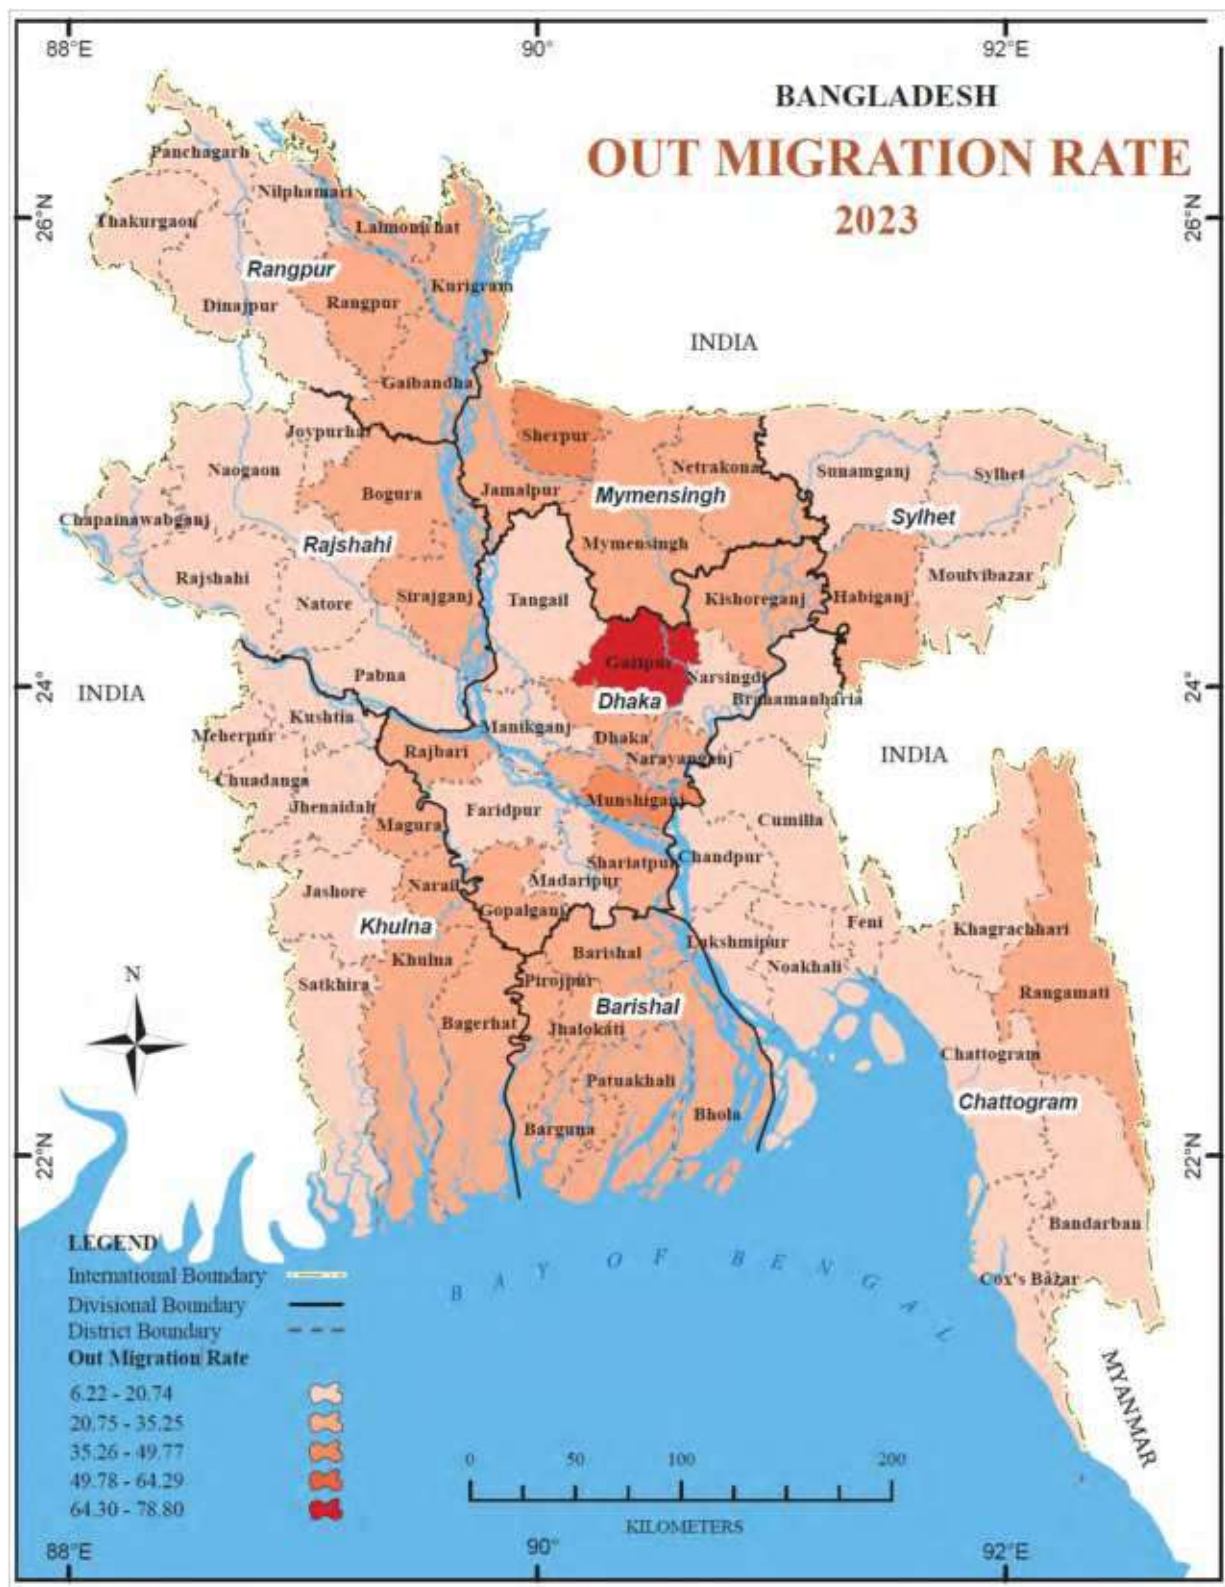 88°E 90° 92°E
BANGLADESH
OUT MIGRATION RATE
2023
26°N
26°N
Panchagarh
Nilphamari
Thakurgaon
Lalmonirhat
Rangpur
Kurigram
Dinajpur
Rangpur
INDIA
Gaibandha
Joypurhat
Sherpur
Naogaon
Netrakona
Sunamganj
Sylhet
Bogura
Jamalpur
Mymensingh
Chapainawabganj
Sylhet
Rajshahi
Mymensingh
Rajshahi
Moulvibazar
Natore
Sirajganj
Tangail
Kishoreganj
Habiganj
Gazipur
Pabna
Narsingdi
24°
INDIA
Dhaka
Brahamanbaria
24°
Kushtia
Manikganj
Meherpur
Dhaka
Rajbari
Narayanganj
INDIA
Chuadanga
Munshiganj
Jhenaidah
Faridpur
Cumilla
Magura
Shariatpur
Chandpur
Narail
Madaripur
Jashore
Gopalganj
Khulna
Feni
Khagrachhari
Lakshmipur
Barishal
Khulna
Noakhali
N
Satkhira
Pirojpur
Rangamati
Barishal
Bagerhat
Jhalokati
Chattogram
Patuakhali
Chattogram
Bhola
Barguna
22°N
22°N
Bandarban
LEGEND
International Boundary
Divisional Boundary
District Boundary
Out Migration Rate
6.22 - 20.74
20.75 - 35.25
35.26 - 49.77
49.78 - 64.29
64.30 - 78.80
BAY OF BENGAL
Cox's Bazar
MYANMAR
0 50 100 200
KILOMETERS
88°E 90° 92°E